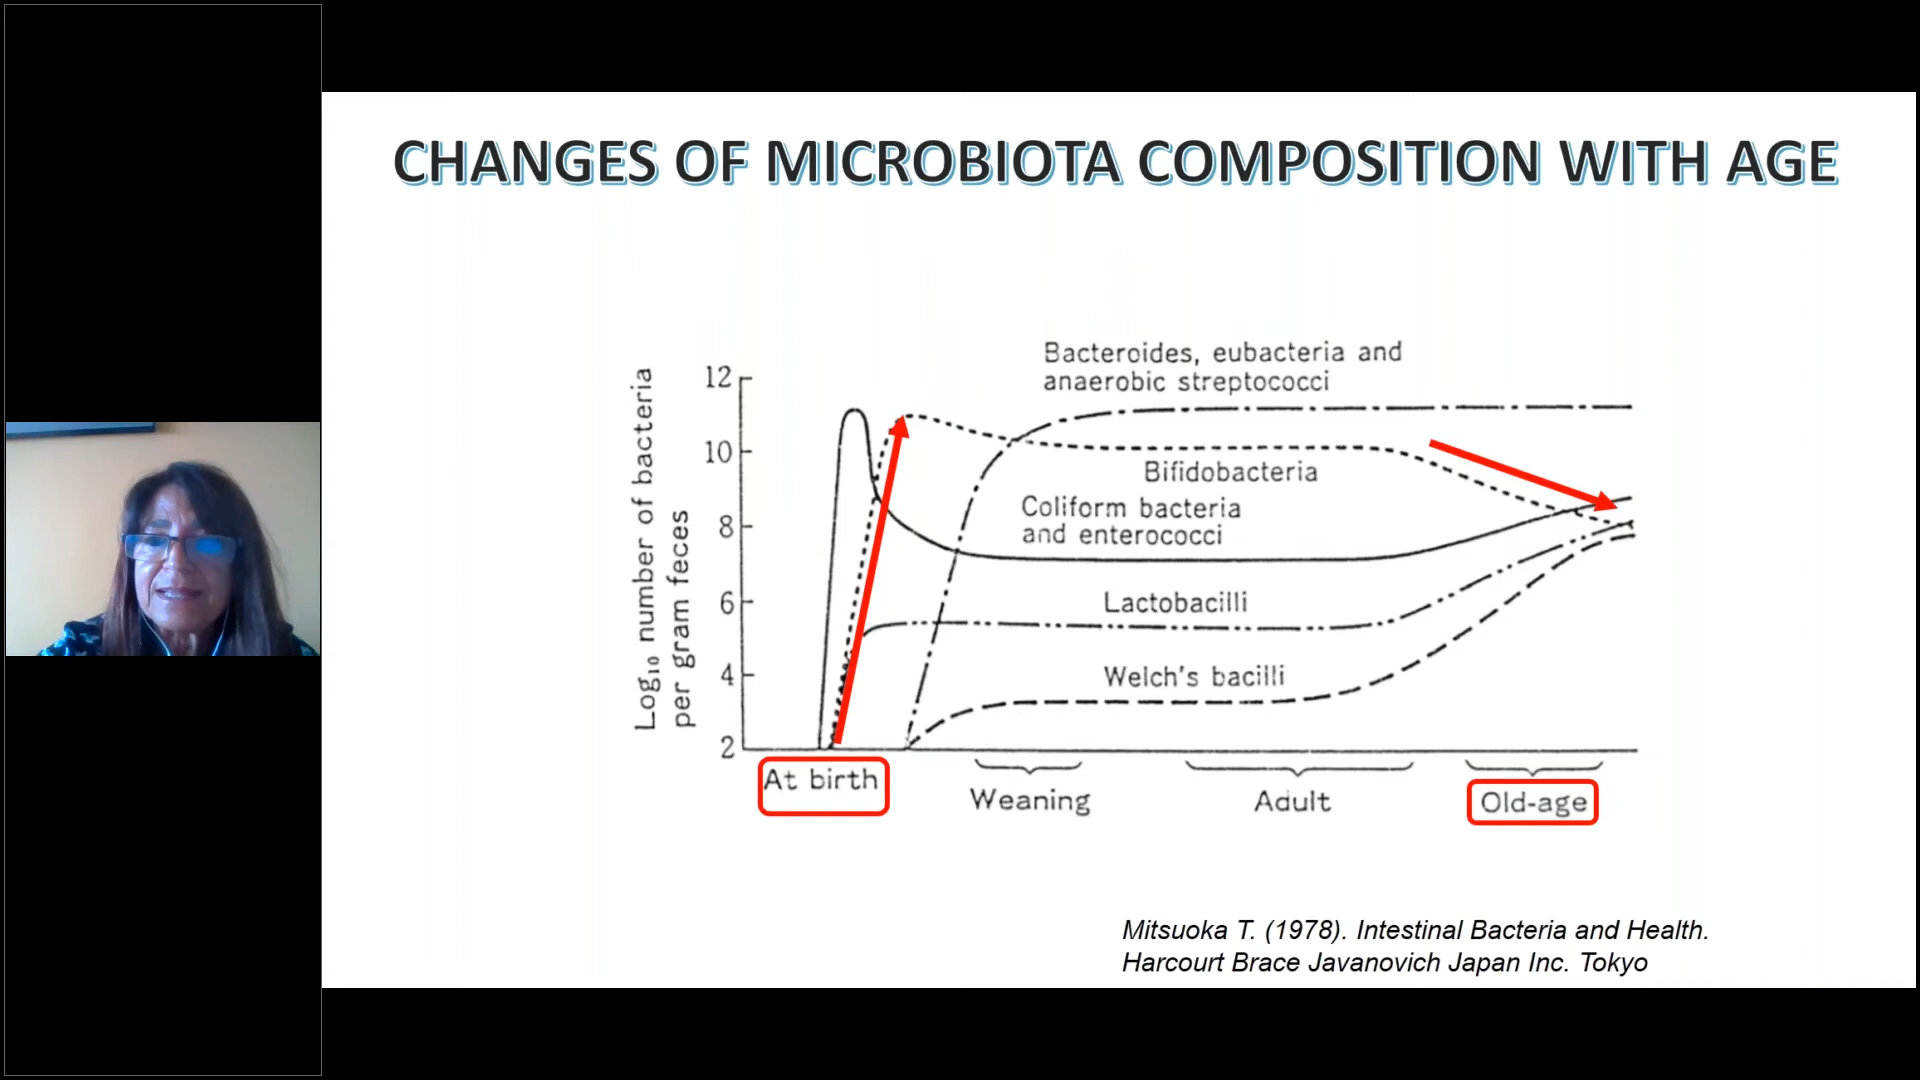 CHANGES OF MICROBIOTA COMPOSITION WITH AGE
Bacteroides, eubacteria and
anaerobic streptococci
Log₁₀ number of bacteria
per gram feces
12
10
8
6
4
2
Bifidobacteria
Coliform bacteria
and enterococci
Lactobacilli
Welch's bacilli
At birth
Weaning
Adult
Old-age
Mitsuoka T. (1978). Intestinal Bacteria and Health.
Harcourt Brace Javanovich Japan Inc. Tokyo